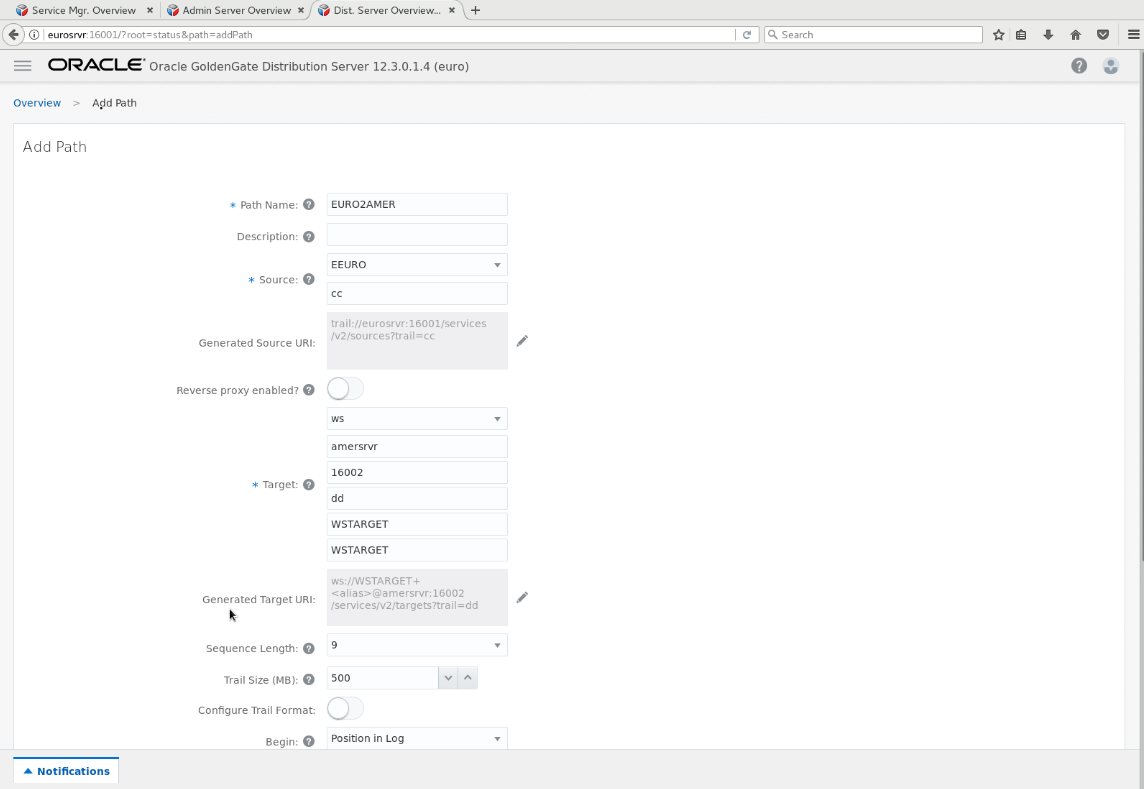 Service Mgr. Overview
Admin Server Overview
Dist. Server Overview...
eurosrvr:16001/?root=status&path=addPath
Search
ORACLE Oracle GoldenGate Distribution Server 12.3.0.1.4 (euro)
Overview > Add Path
Add Path
* Path Name: EURO2AMER
Description:
* Source: EEURO
cc
Generated Source URI: trail://eurosrvr:16001/services
/v2/sources?trail=cc
Reverse proxy enabled?
ws
amersrvr
16002
* Target:
dd
WSTARGET
WSTARGET
Generated Target URI: ws://WSTARGET+
<alias>@amersrvr:16002
/services/v2/targets?trail=dd
Sequence Length: 9
Trail Size (MB): 500
Configure Trail Format:
Begin: Position in Log
Notifications